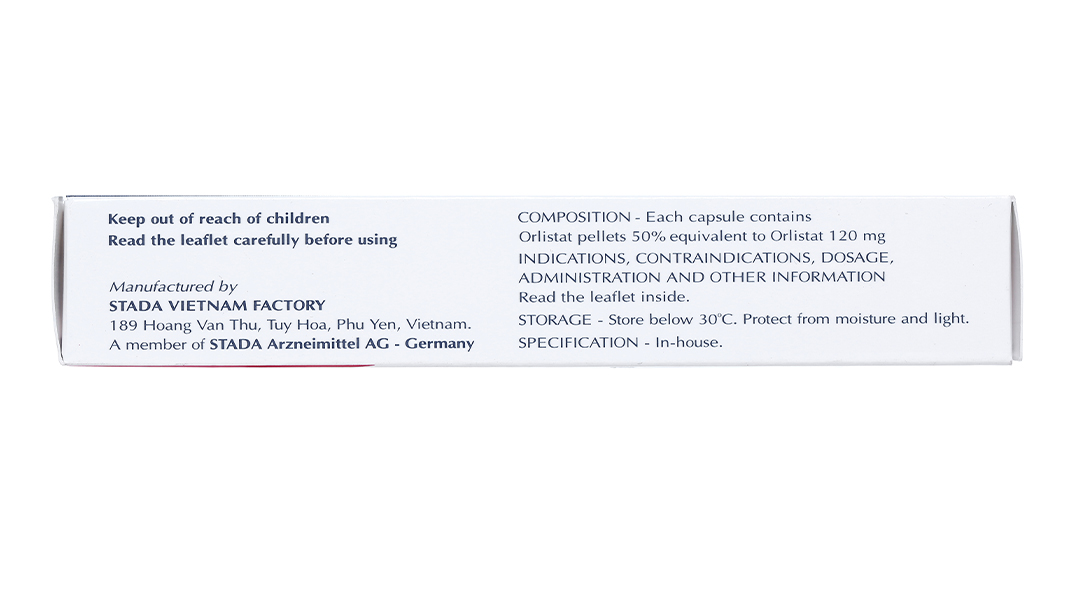 Keep out of reach of children
Read the leaflet carefully before using
Manufactured by
STADA VIETNAM FACTORY
189 Hoang Van Thu, Tuy Hoa, Phu Yen, Vietnam.
A member of STADA Arzneimittel AG - Germany
COMPOSITION - Each capsule contains
Orlistat pellets 50% equivalent to Orlistat 120 mg
INDICATIONS, CONTRAINDICATIONS, DOSAGE,
ADMINISTRATION AND OTHER INFORMATION
Read the leaflet inside.
STORAGE - Store below 30°C. Protect from moisture and light.
SPECIFICATION - In-house.